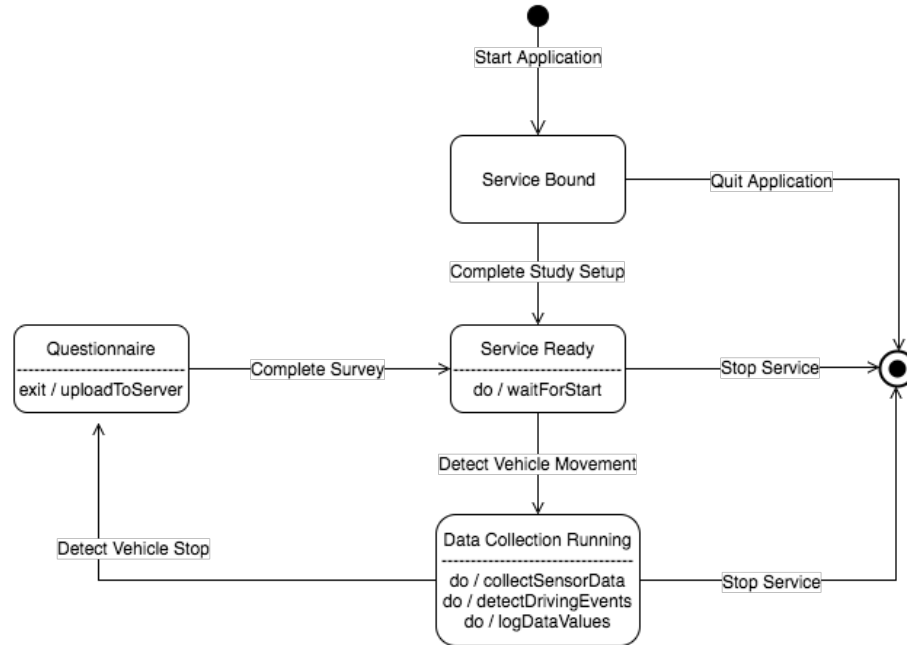 Start Application
Service Bound
Quit Application
Complete Study Setup
Questionnaire
exit / uploadToServer
Complete Survey
Service Ready
do / waitForStart
Stop Service
Detect Vehicle Movement
Detect Vehicle Stop
Data Collection Running
do / collectSensorData
do / detectDrivingEvents
do / logDataValues
Stop Service